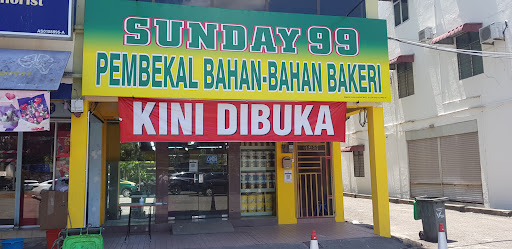 SUNDAY 99
PEMBEKAL BAHAN-BAHAN BAKERI
KINI DIBUKA